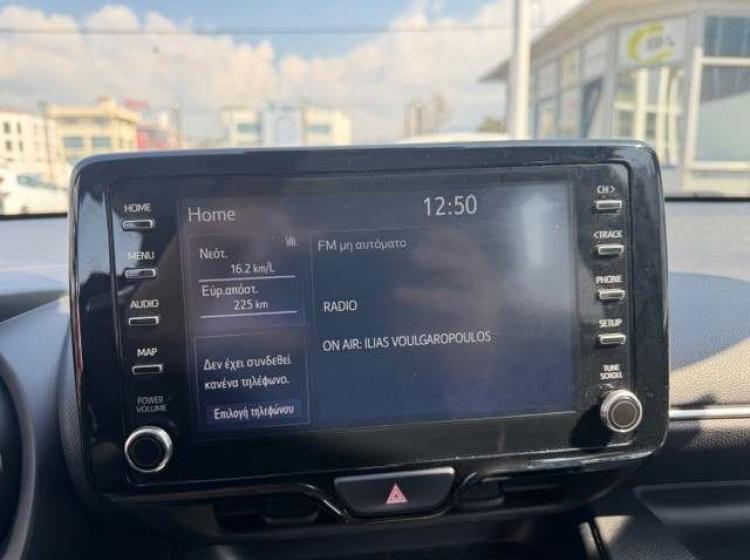 HOME
MENU
AUDIO
MAP
POWER
VOLUME
Home
12:50
Νεότ.
16.2 km/L
Εύρ.απόστ.
225 km
Δεν έχει συνδεθεί
κανένα τηλέφωνο.
Επιλογή τηλεφώνου
FM μη αυτόματο
RADIO
ON AIR: ILIAS VOULGAROPOULOS
CH >
< TRACK
PHONE
SETUP
TUNE
SCROLL